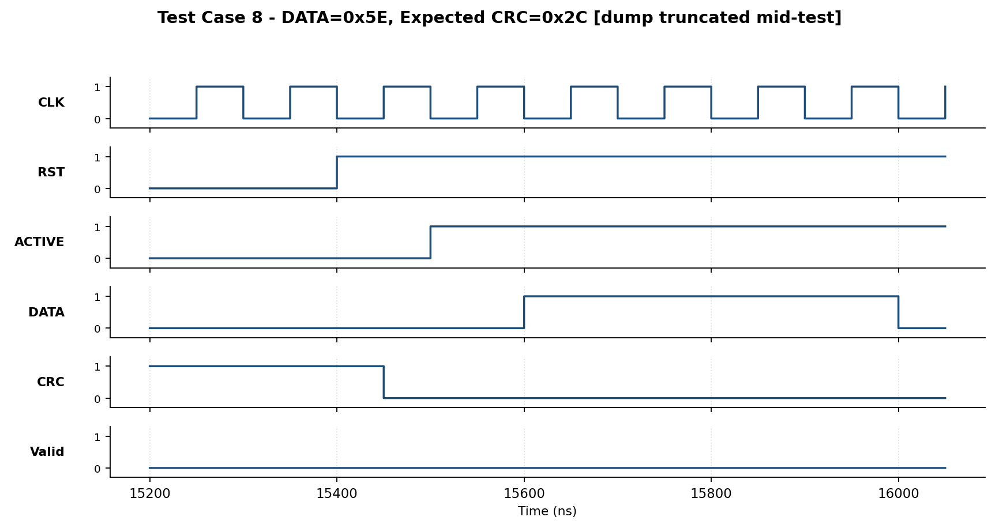 Test Case 8 - DATA=0x5E, Expected CRC=0x2C [dump truncated mid-test]
CLK
1
0
RST
1
0
ACTIVE
1
0
DATA
1
0
CRC
1
0
Valid
1
0
15200 15400 15600 15800 16000
Time (ns)